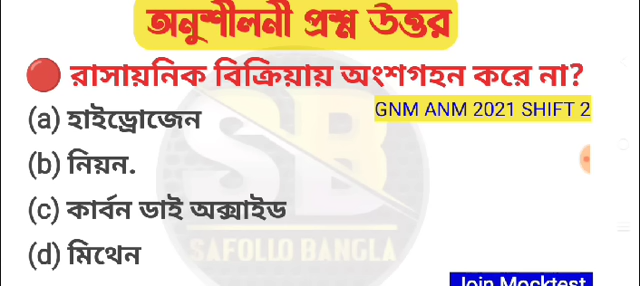 অনুশীলনী প্রশ্ন উত্তর
রাসায়নিক বিক্রিয়ায় অংশগহন করে না?
GNM ANM 2021 SHIFT 2
(a) হাইড্রোজেন
(b) নিয়ন.
(c) কার্বন ডাই অক্সাইড
(d) মিথেন
SB
SAFOLLO BANGLA
Join Mocktest